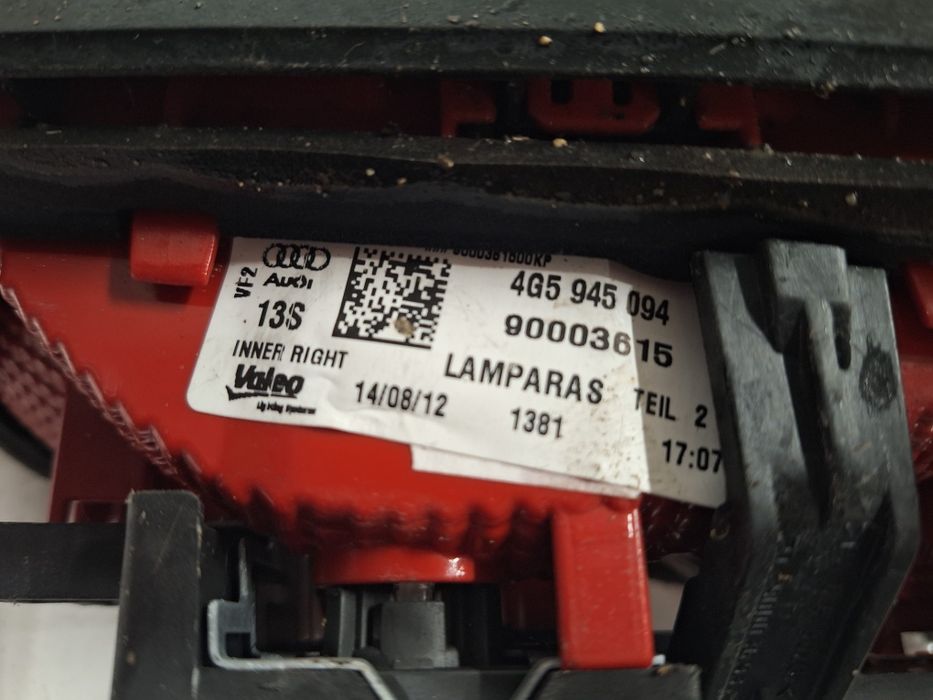 VF2
Audi
4G5 945 094
13S
90003615
INNER RIGHT
LAMPARAS TEIL 2
Valeo
14/08/12
1381
17:07